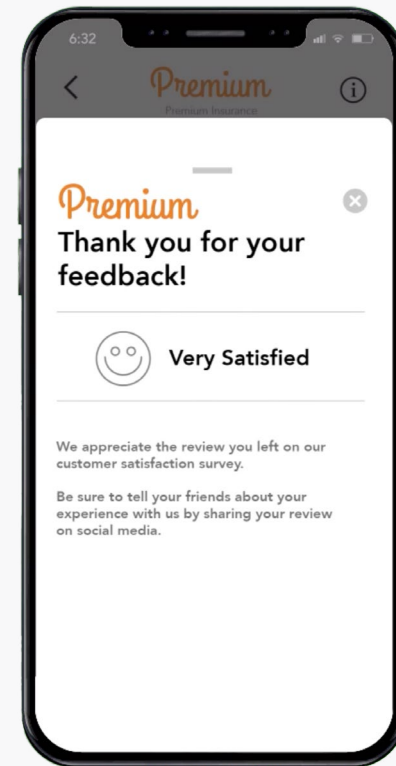 6:32
Premium
Premium Insurance
Premium
Thank you for your
feedback!
Very Satisfied
We appreciate the review you left on our
customer satisfaction survey.
Be sure to tell your friends about your
experience with us by sharing your review
on social media.